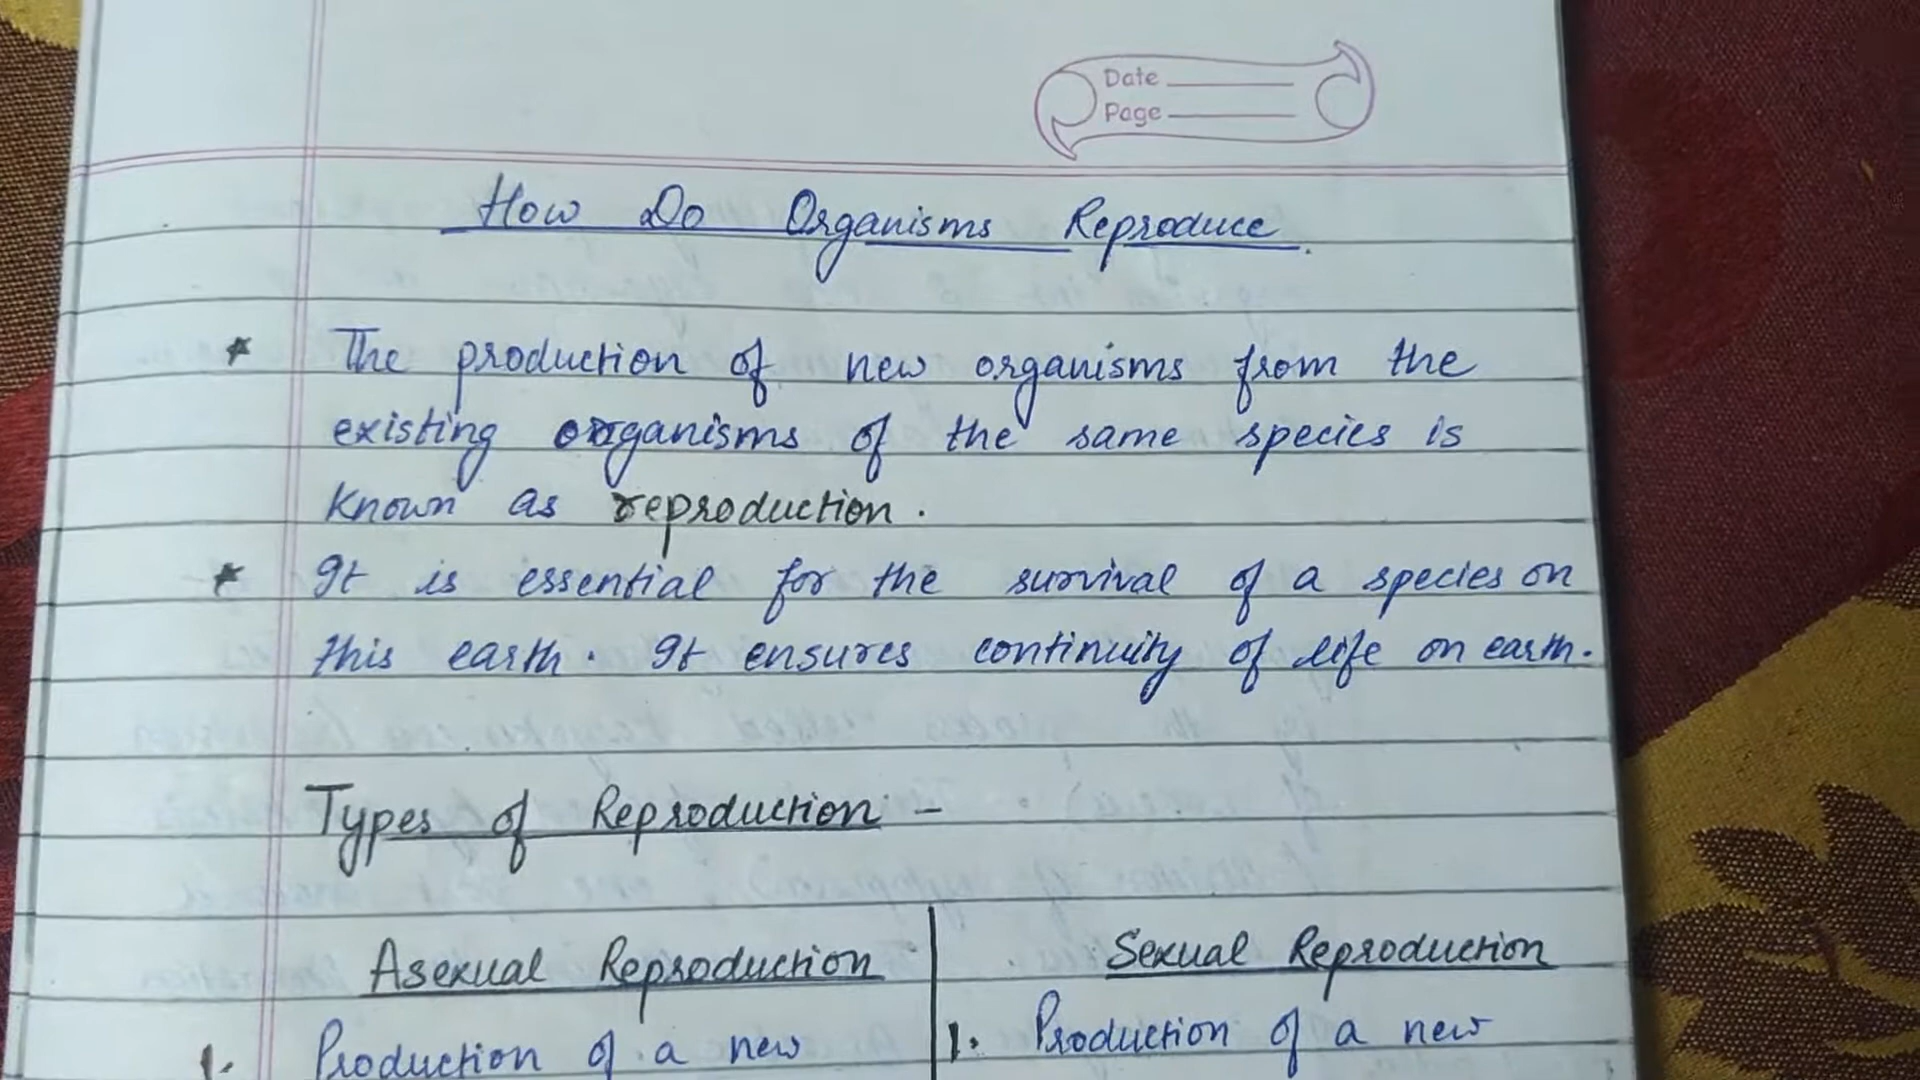 Date
Page
How Do Organisms Reproduce.
* The production of new organisms from the
existing organisms of the same species is
known as reproduction.
* It is essential for the survival of a species on
this earth. It ensures continuity of life on earth.
Types of Reproduction -
Asexual Reproduction
Sexual Reproduction
1. Production of a new
1. Production of a new